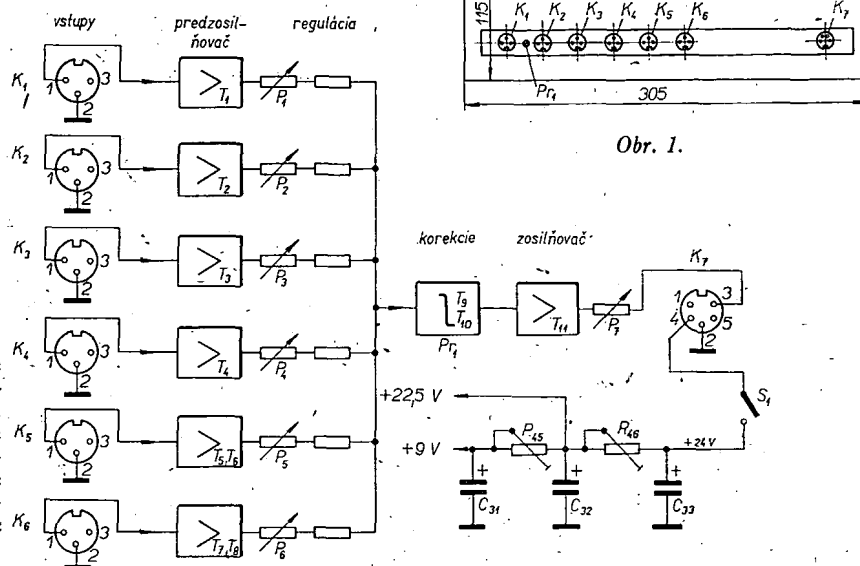 vstupy
predzosil-
ňovač
regulácia
K1
1
3
2
T1
P1
K2
1
3
2
T2
P2
K3
1
3
2
T3
P3
K4
1
3
2
T4
P4
K5
1
3
2
T5,T6
P5
K6
1
3
2
T7,T8
P6
115
K1 K2 K3 K4 K5 K6 K7
Pr1
305
Obr. 1.
korekcie
zosilňovač
T9
T10
Pr1
T11
P7
K7
1
3
4
5
2
S1
+22,5 V
+9 V
P45
R46
+24V
+
C31
+
C32
+
C33